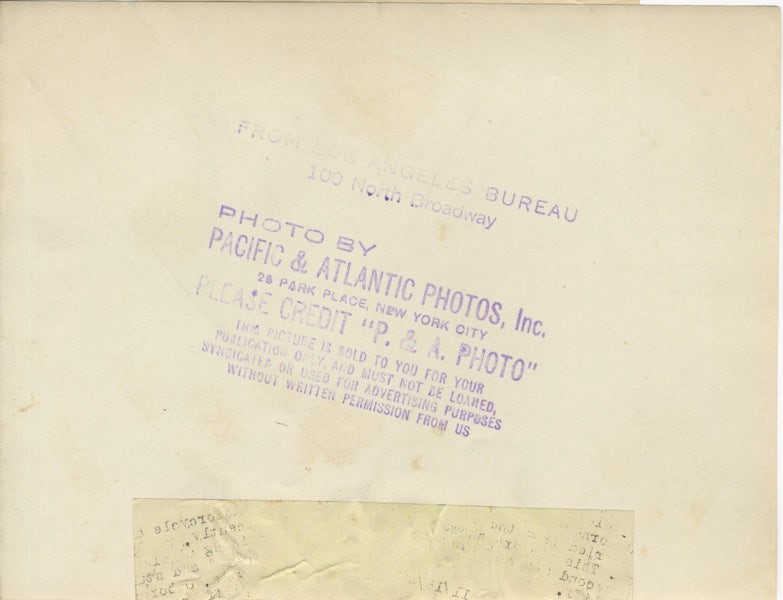 FROM LOS ANGELES BUREAU
100 North Broadway
PHOTO BY
PACIFIC & ATLANTIC PHOTOS, Inc.
25 PARK PLACE, NEW YORK CITY
PLEASE CREDIT "P. & A. PHOTO"
THIS PICTURE IS SOLD TO YOU FOR YOUR
PUBLICATION ONLY, AND MUST NOT BE LOANED,
SYNDICATED OR USED FOR ADVERTISING PURPOSES
WITHOUT WRITTEN PERMISSION FROM US